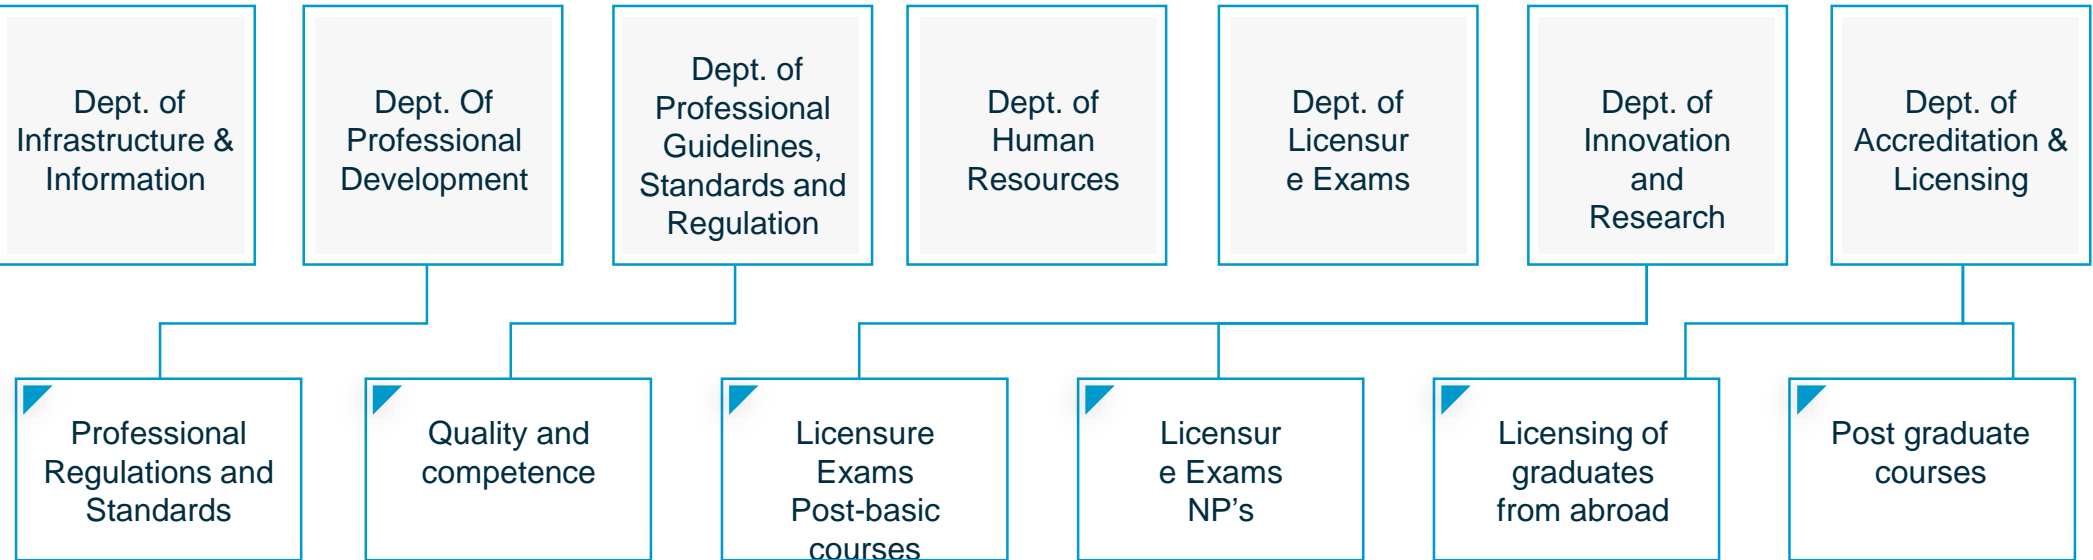 Dept. of
Infrastructure &
Information
Dept. Of
Professional
Development
Dept. of
Professional
Guidelines,
Standards and
Regulation
Dept. of
Human
Resources
Dept. of
Licensur
e Exams
Dept. of
Innovation
and
Research
Dept. of
Accreditation &
Licensing
Professional
Regulations and
Standards
Quality and
competence
Licensure
Exams
Post-basic
courses
Licensur
e Exams
NP’s
Licensing of
graduates
from abroad
Post graduate
courses